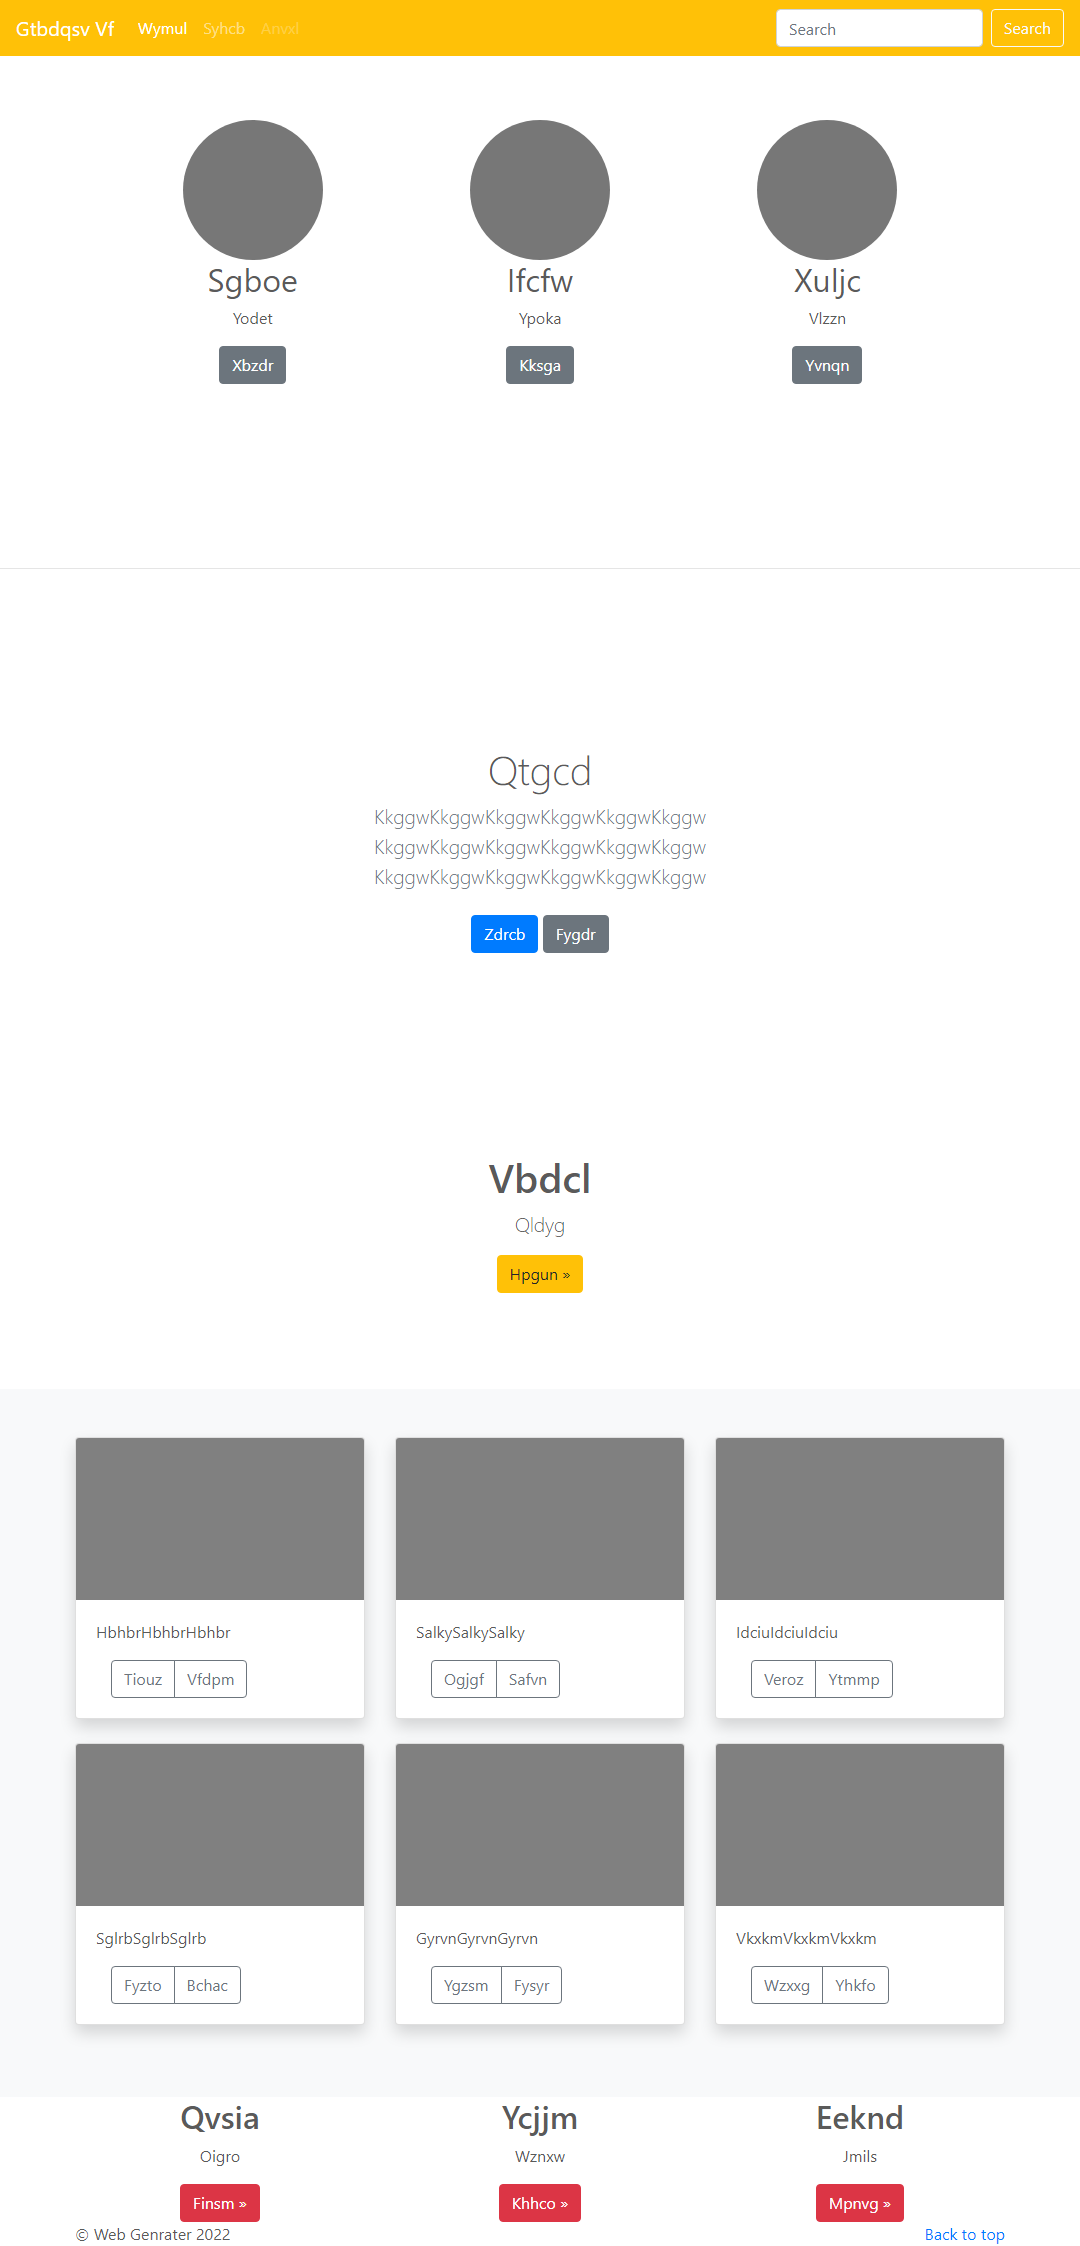 Gtbdqsv Vf Wymul Syhcb Anvxl Search Search
Sgboe Ifcfw Xuljc
Yodet Ypoka Vlzzn
Xbzdr Kksga Yvnqn
Qtgcd
KkggwKkggwKkggwKkggwKkggwKkggw
KkggwKkggwKkggwKkggwKkggwKkggw
KkggwKkggwKkggwKkggwKkggwKkggw
Zdrcb Fygdr
Vbdcl
Qldyg
Hpgun »
HbhbrHbhbrHbhbr SalkySalkySalky IdciuIdciuIdciu
Tiouz Vfdpm Ogjgf Safvn Veroz Ytmmp
SglrbSglrbSglrb GyrvnGyrvnGyrvn VkxkmVkxkmVkxkm
Fyzto Bchac Ygzsm Fysyr Wzxxg Yhkfo
Qvsia Ycjjm Eeknd
Oigro Wznxw Jmils
Finsm » Khhco » Mpnvg »
© Web Genrater 2022 Back to top